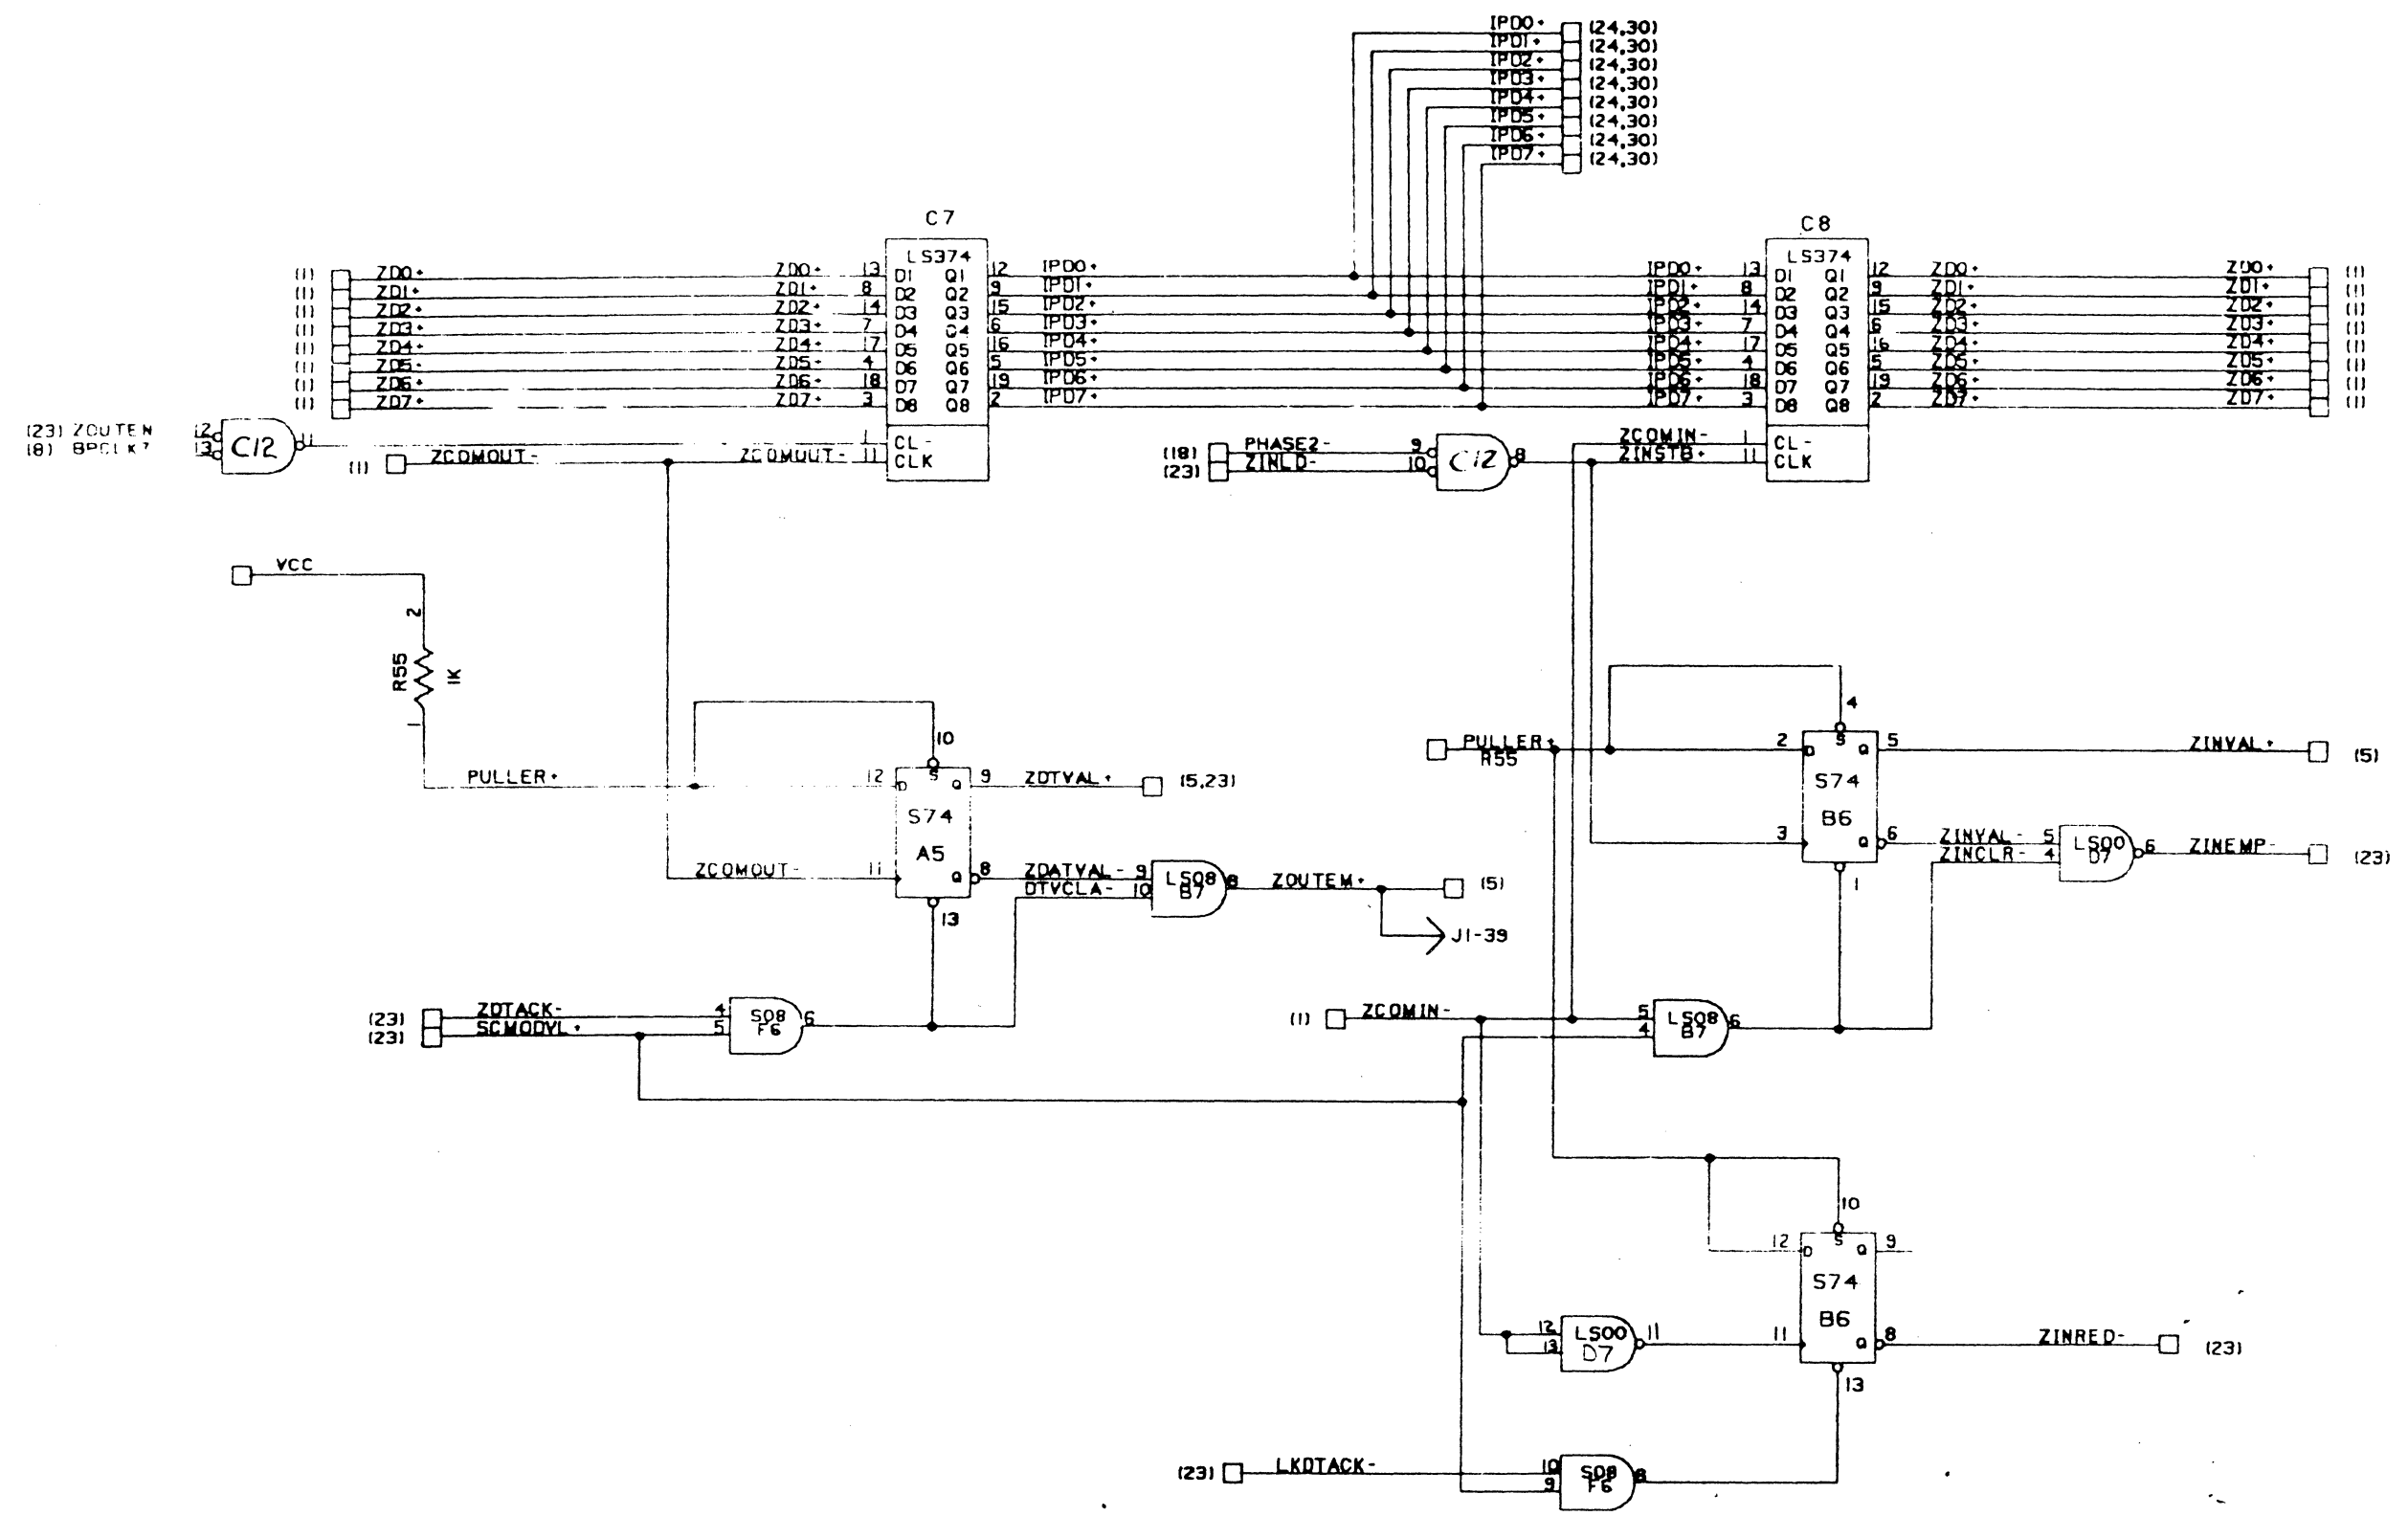 IPD0+ (24,30)
IPD1+ (24,30)
IPD2+ (24,30)
IPD3+ (24,30)
IPD4+ (24,30)
IPD5+ (24,30)
IPD6+ (24,30)
IPD7+ (24,30)
C7
C8
LS374
LS374
(1) ZD0+ ZD0+ 13 D1 Q1 12 IPD0+ IPD0+ 13 D1 Q1 12 ZD0+ ZD0+ (1)
(1) ZD1+ ZD1+ 8 D2 Q2 9 IPD1+ IPD1+ 8 D2 Q2 9 ZD1+ ZD1+ (1)
(1) ZD2+ ZD2+ 14 D3 Q3 15 IPD2+ IPD2+ 14 D3 Q3 15 ZD2+ ZD2+ (1)
(1) ZD3+ ZD3+ 7 D4 Q4 6 IPD3+ IPD3+ 7 D4 Q4 6 ZD3+ ZD3+ (1)
(1) ZD4+ ZD4+ 17 D5 Q5 16 IPD4+ IPD4+ 17 D5 Q5 16 ZD4+ ZD4+ (1)
(1) ZD5+ ZD5+ 4 D6 Q6 5 IPD5+ IPD5+ 4 D6 Q6 5 ZD5+ ZD5+ (1)
(1) ZD6+ ZD6+ 18 D7 Q7 19 IPD6+ IPD6+ 18 D7 Q7 19 ZD6+ ZD6+ (1)
(1) ZD7+ ZD7+ 3 D8 Q8 2 IPD7+ IPD7+ 3 D8 Q8 2 ZD7+ ZD7+ (1)
(23) ZOUTEN 12
(8) 13
C12 11 1 CL-
(1) ZCOMOUT- ZCOMOUT- 11 CLK
(18) PHASE2- 9
(23) ZINLD- 10
C12 8
ZCOMIN- 1 CL-
ZINSTB+ 11 CLK
VCC
2
R55 1K
1
PULLER+ 12 D S Q 9 ZDTVAL+ (5,23)
10
S74
A5
ZCOMOUT- 11 Q 8 ZDATVAL- 9
DTVCLA- 10
LS08
B7
8 ZOUTEM+ (5)
J1-39
13
4
PULLER+ 2 D S Q 5 ZINVAL+ (5)
R55
S74
B6
3 Q 6 ZINVAL- 5
ZINCLR- 4
LS00
D7
6 ZINEMP- (23)
1
(23) ZDTACK- 4
(23) SCMODVL+ 5
S08
F6
6
(1) ZCOMIN- 5
4
LS08
B7
6
10
12 D S Q 9
S74
B6
12
13
LS00
D7
11 11 Q 8 ZINRED- (23)
13
(23) LKDTACK- 10
9
S08
F6
8